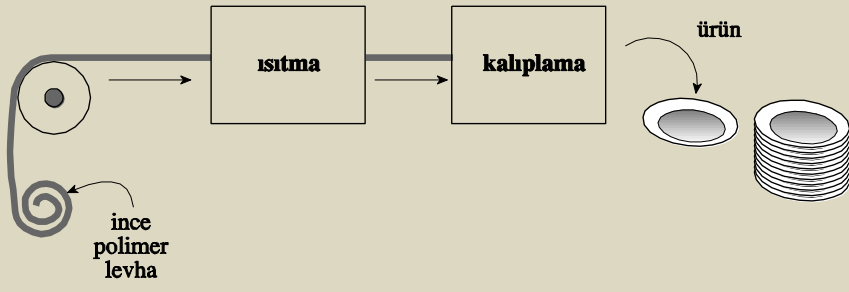 ısıtma
kalıplama
ürün
ince
polimer
levha